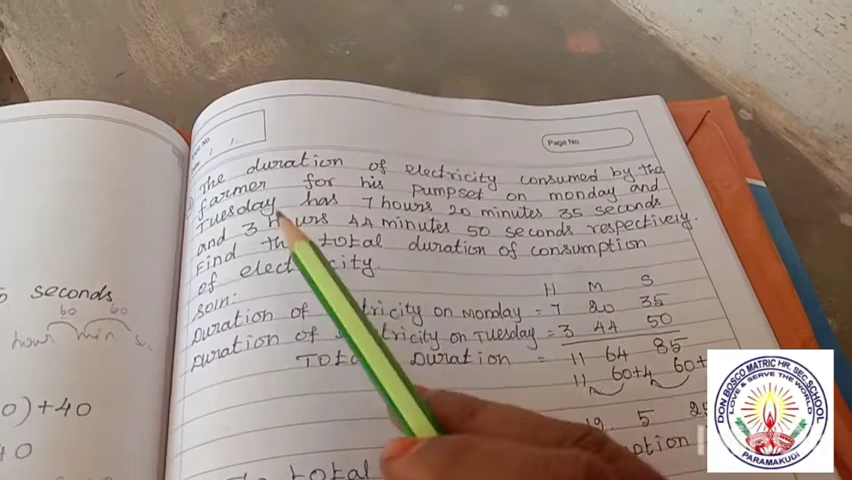 5 seconds
60 60
hour min
0) + 40
40
Page No.
The duration of electricity consumed by the
farmer for his pumpset on monday and
Tuesday has 7 hours 20 minutes 35 seconds
and 3 hours 44 minutes 50 seconds respectively.
Find the total duration of consumption
of electricity.
Soln:
H M S
Duration of electricity on Monday = 7 20 35
Duration of electricity on Tuesday = 3 44 50
Total Duration = 11 64 85
11 60+4 60+
5
total
DON BOSCO MATRIC HR. SEC SCHOOL
LOVE & SERVE THE WORLD
PARAMAKUDI